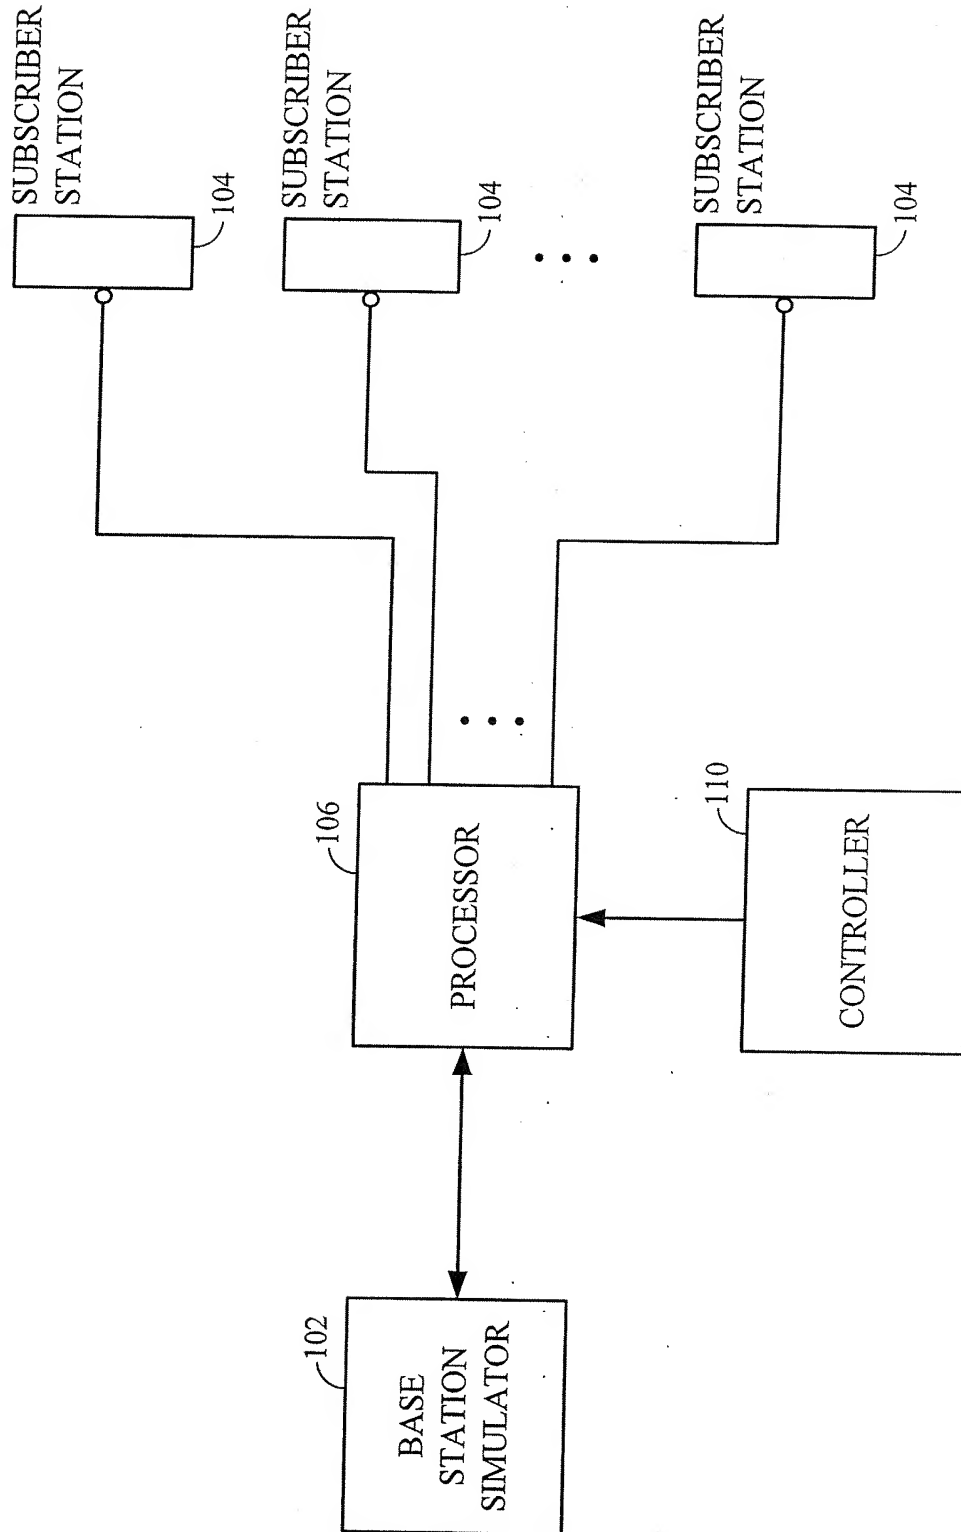 102
BASE
STATION
SIMULATOR
106
PROCESSOR
110
CONTROLLER
SUBSCRIBER
STATION
104
SUBSCRIBER
STATION
104
SUBSCRIBER
STATION
104